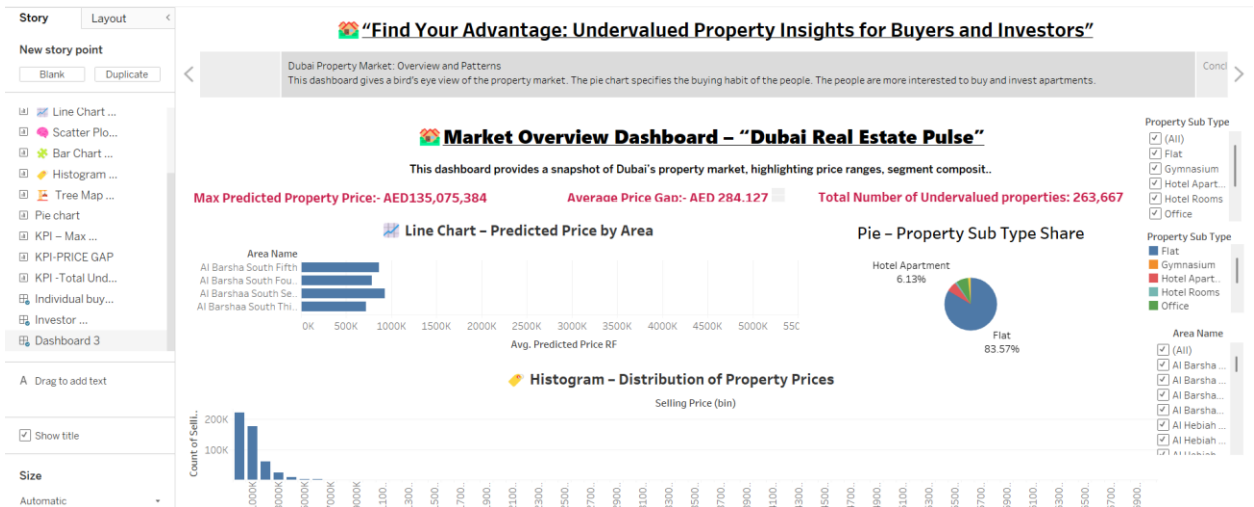 Story
Layout
New story point
Blank
Duplicate
Line Chart ...
Scatter Plo...
Bar Chart ...
Histogram ...
Tree Map ...
Pie chart
KPI – Max ...
KPI-PRICE GAP
KPI -Total Und...
Individual buy...
Investor ...
Dashboard 3
A Drag to add text
Show title
Size
Automatic
“Find Your Advantage: Undervalued Property Insights for Buyers and Investors”
Dubai Property Market: Overview and Patterns
This dashboard gives a bird's eye view of the property market. The pie chart specifies the buying habit of the people. The people are more interested to buy and invest apartments.
Concl
Market Overview Dashboard – “Dubai Real Estate Pulse”
This dashboard provides a snapshot of Dubai’s property market, highlighting price ranges, segment composit..
Max Predicted Property Price:- AED135,075,384
Average Price Gap:- AED 284,127
Total Number of Undervalued properties: 263,667
Line Chart – Predicted Price by Area
Area Name
Al Barsha South Fifth
Al Barsha South Fou..
Al Barshaa South Se..
Al Barshaa South Thi..
0K 500K 1000K 1500K 2000K 2500K 3000K 3500K 4000K 4500K 5000K 55C
Avg. Predicted Price RF
Pie – Property Sub Type Share
Hotel Apartment
6.13%
Flat
83.57%
Histogram – Distribution of Property Prices
Selling Price (bin)
Count of Selli..
200K
100K
Property Sub Type
(All)
Flat
Gymnasium
Hotel Apart...
Hotel Rooms
Office
Property Sub Type
Flat
Gymnasium
Hotel Apart...
Hotel Rooms
Office
Area Name
(All)
Al Barsha ...
Al Barsha ...
Al Barsha ...
Al Barsha...
Al Hebiah ...
Al Hebiah ...